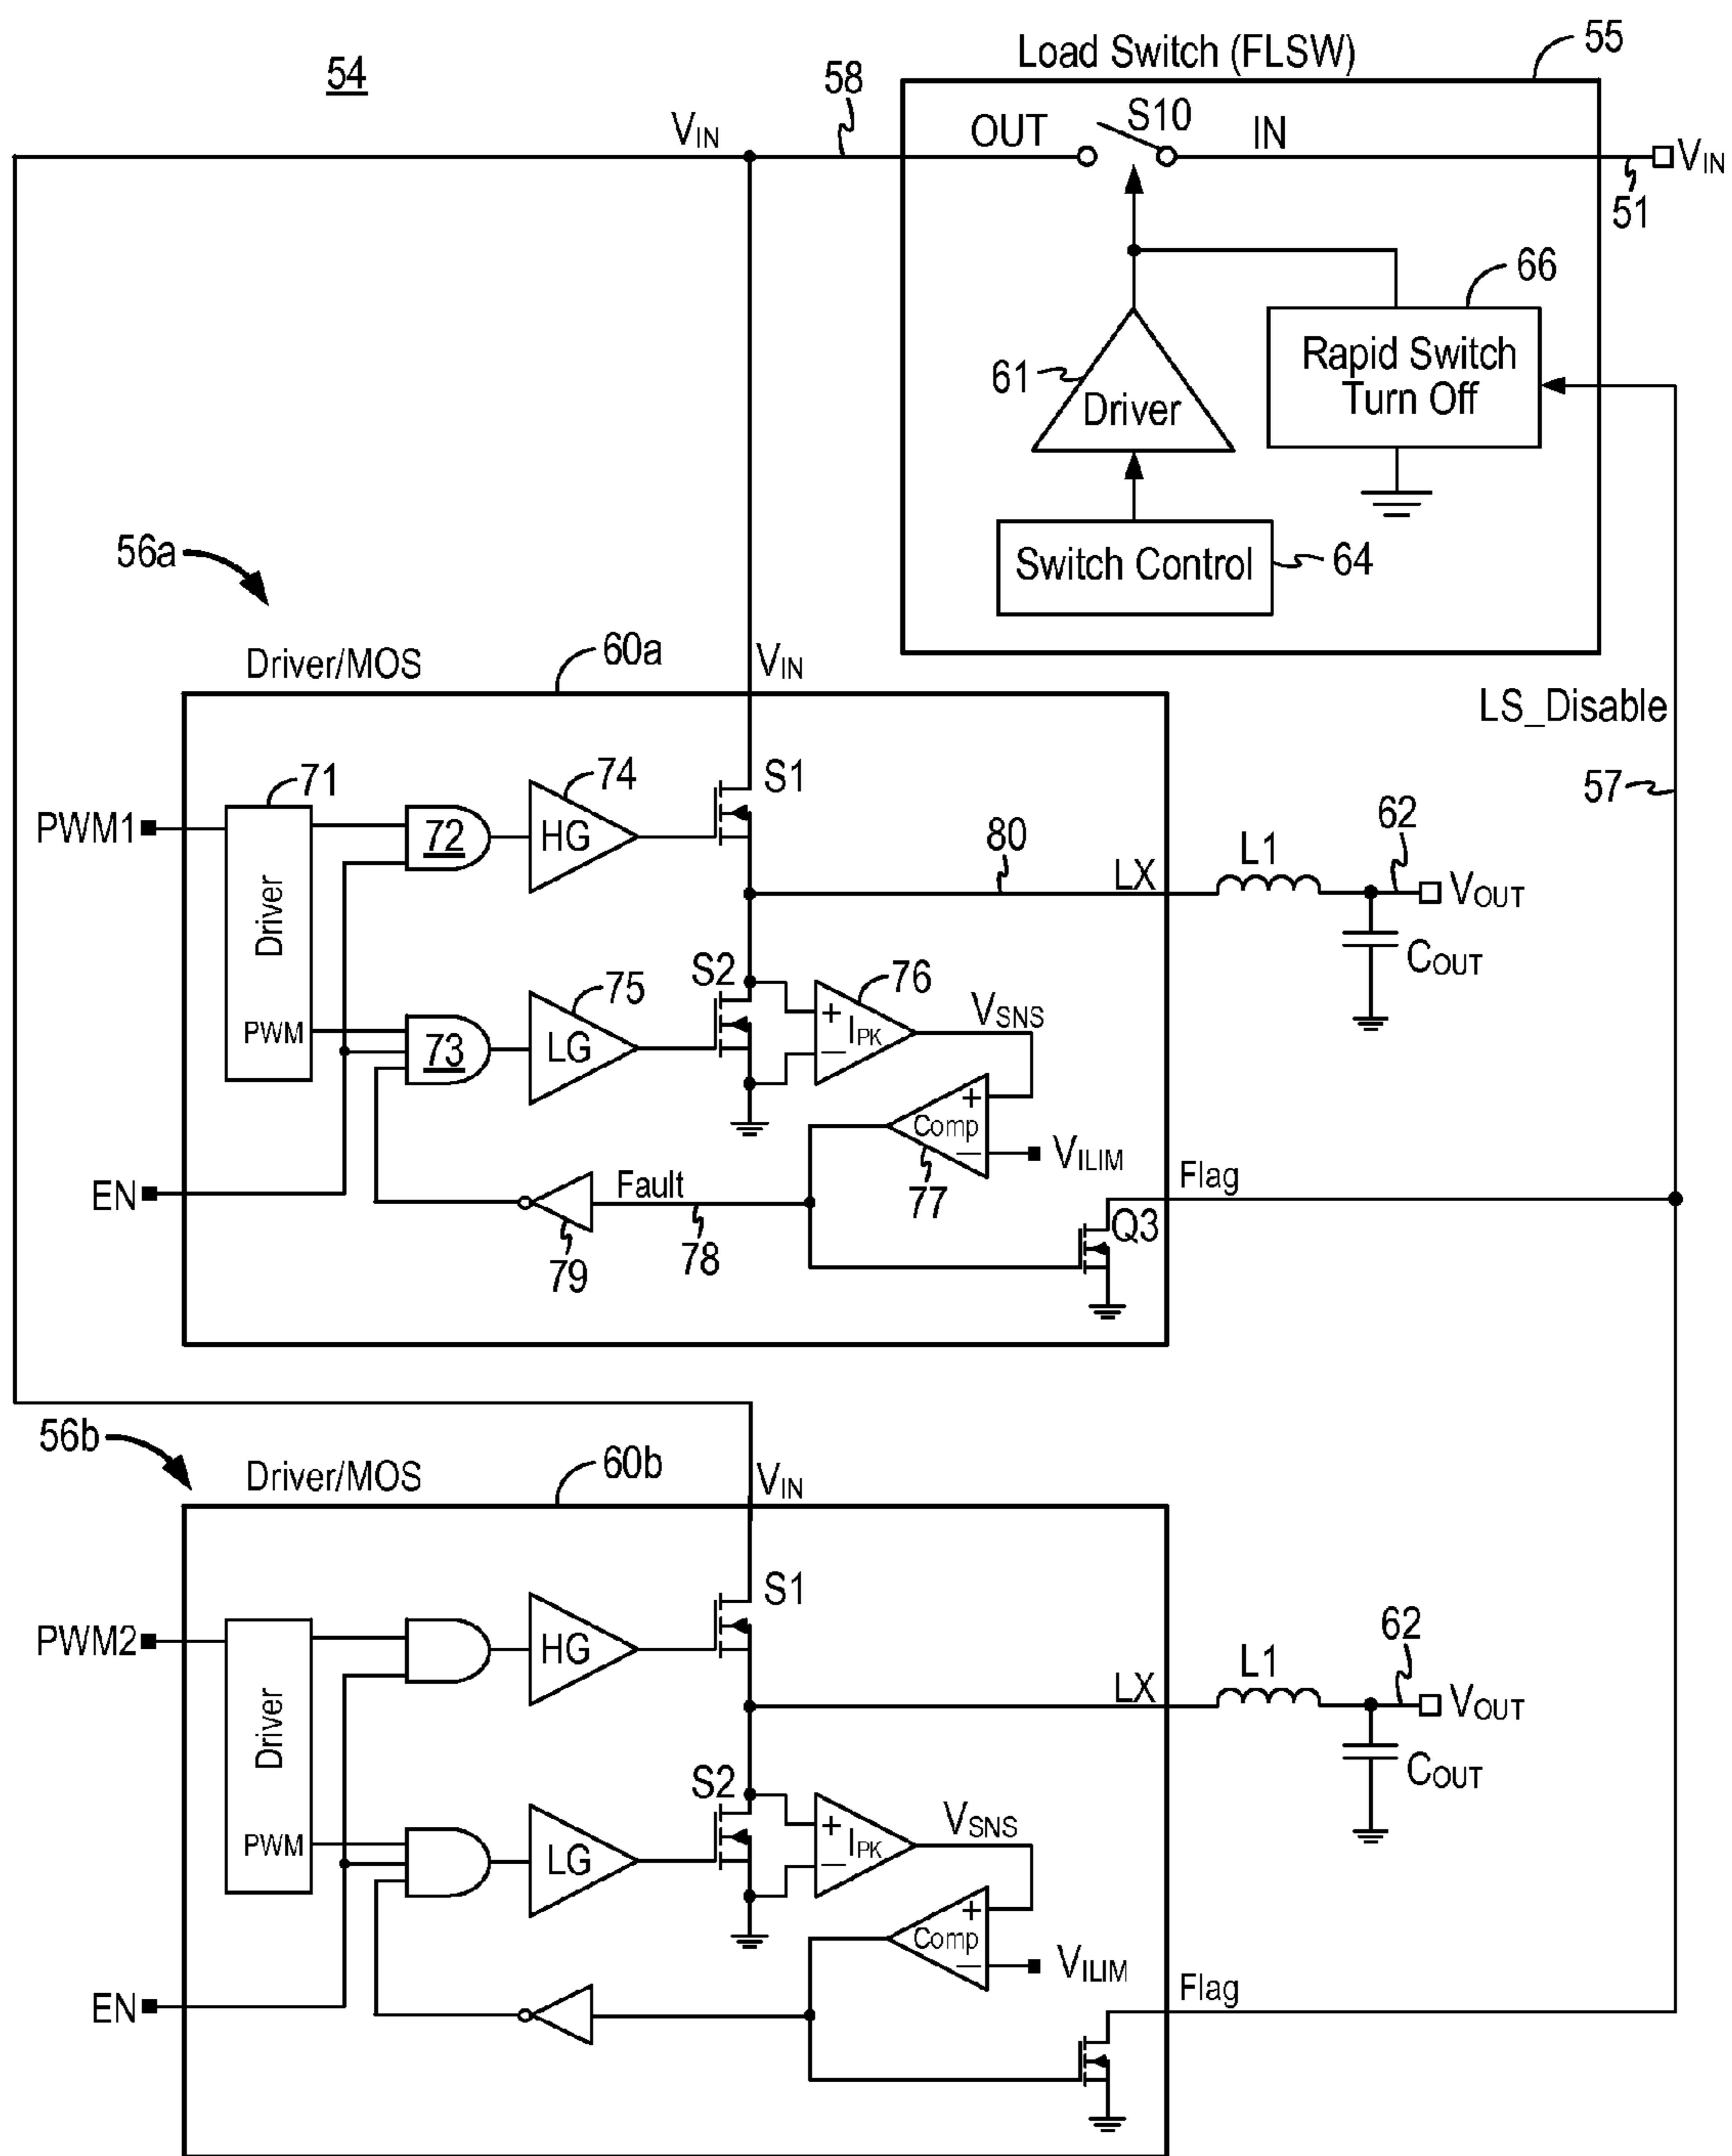 54
Load Switch (FLSW)
55
58
VIN
OUT
S10
IN
VIN
51
66
61
Driver
Rapid Switch
Turn Off
Switch Control
64
56a
Driver/MOS
60a
VIN
LS_Disable
57
71
74
S1
PWM1
Driver
PWM
72
HG
80
LX
L1
62
VOUT
COUT
S2
75
76
73
LG
+
IPK
–
VSNS
+
Comp
–
VILIM
77
EN
Fault
79
78
Flag
Q3
56b
Driver/MOS
60b
VIN
S1
PWM2
Driver
PWM
HG
LX
L1
62
VOUT
COUT
S2
LG
+
IPK
–
VSNS
+
Comp
–
VILIM
EN
Flag